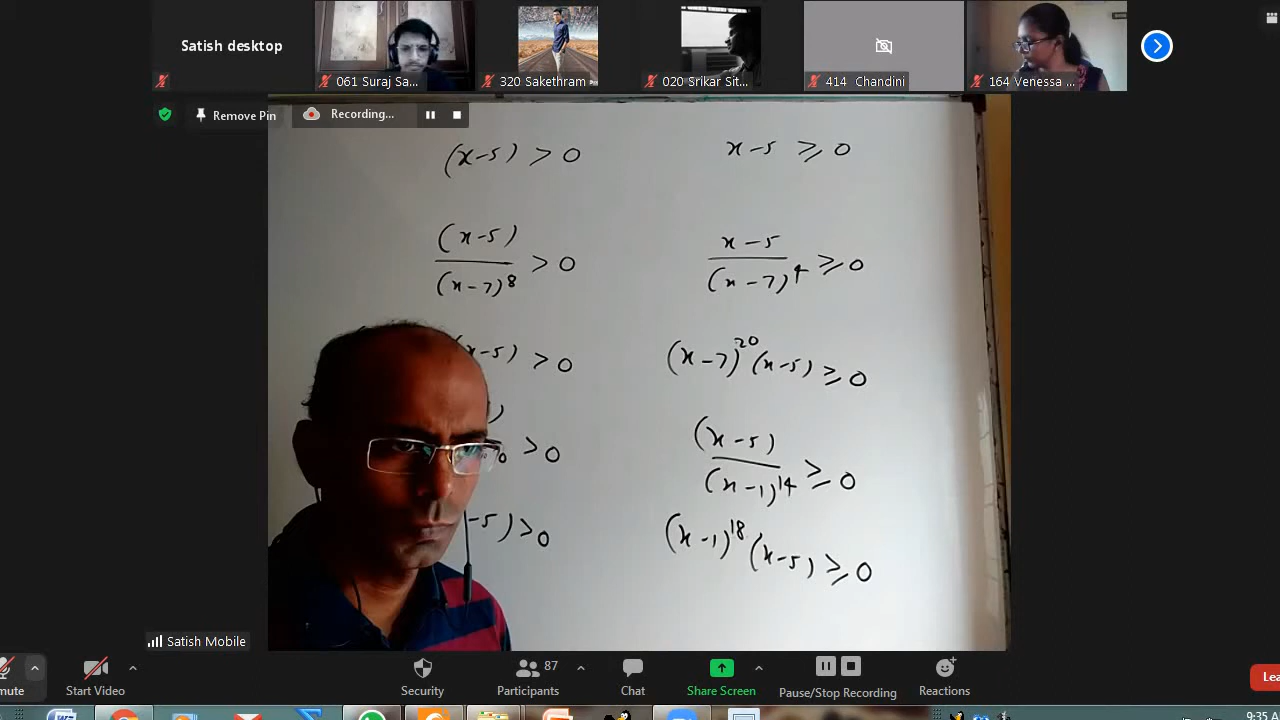 Satish desktop
061 Suraj Sa...
320 Sakethram
020 Srikar Sit...
414 Chandini
164 Venessa ...
Remove Pin
Recording...
(x-5) > 0
x-5 ⩾ 0
(x-5)/(x-7)⁸ > 0
x-5/(x-7)⁴ ⩾ 0
(x-5) > 0
(x-7)²⁰(x-5) ⩾ 0
) > 0
(x-5)/(x-1)¹⁴ ⩾ 0
-5) > 0
(x-1)¹⁸(x-5) ⩾ 0
Satish Mobile
mute
Start Video
Security
87
Participants
Chat
Share Screen
Pause/Stop Recording
Reactions
Lea
9:35 A